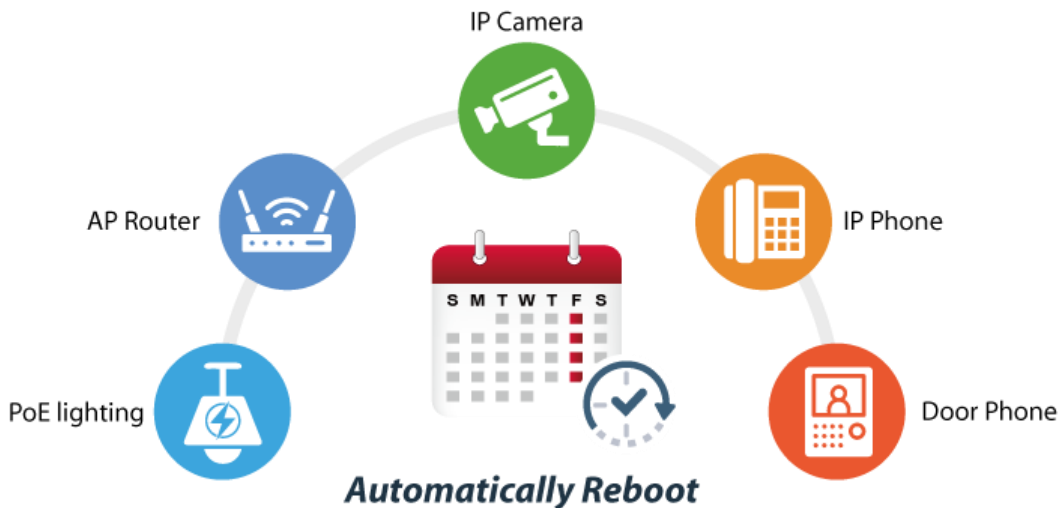 IP Camera
AP Router
IP Phone
S M T W T F S
PoE lighting
Door Phone
Automatically Reboot